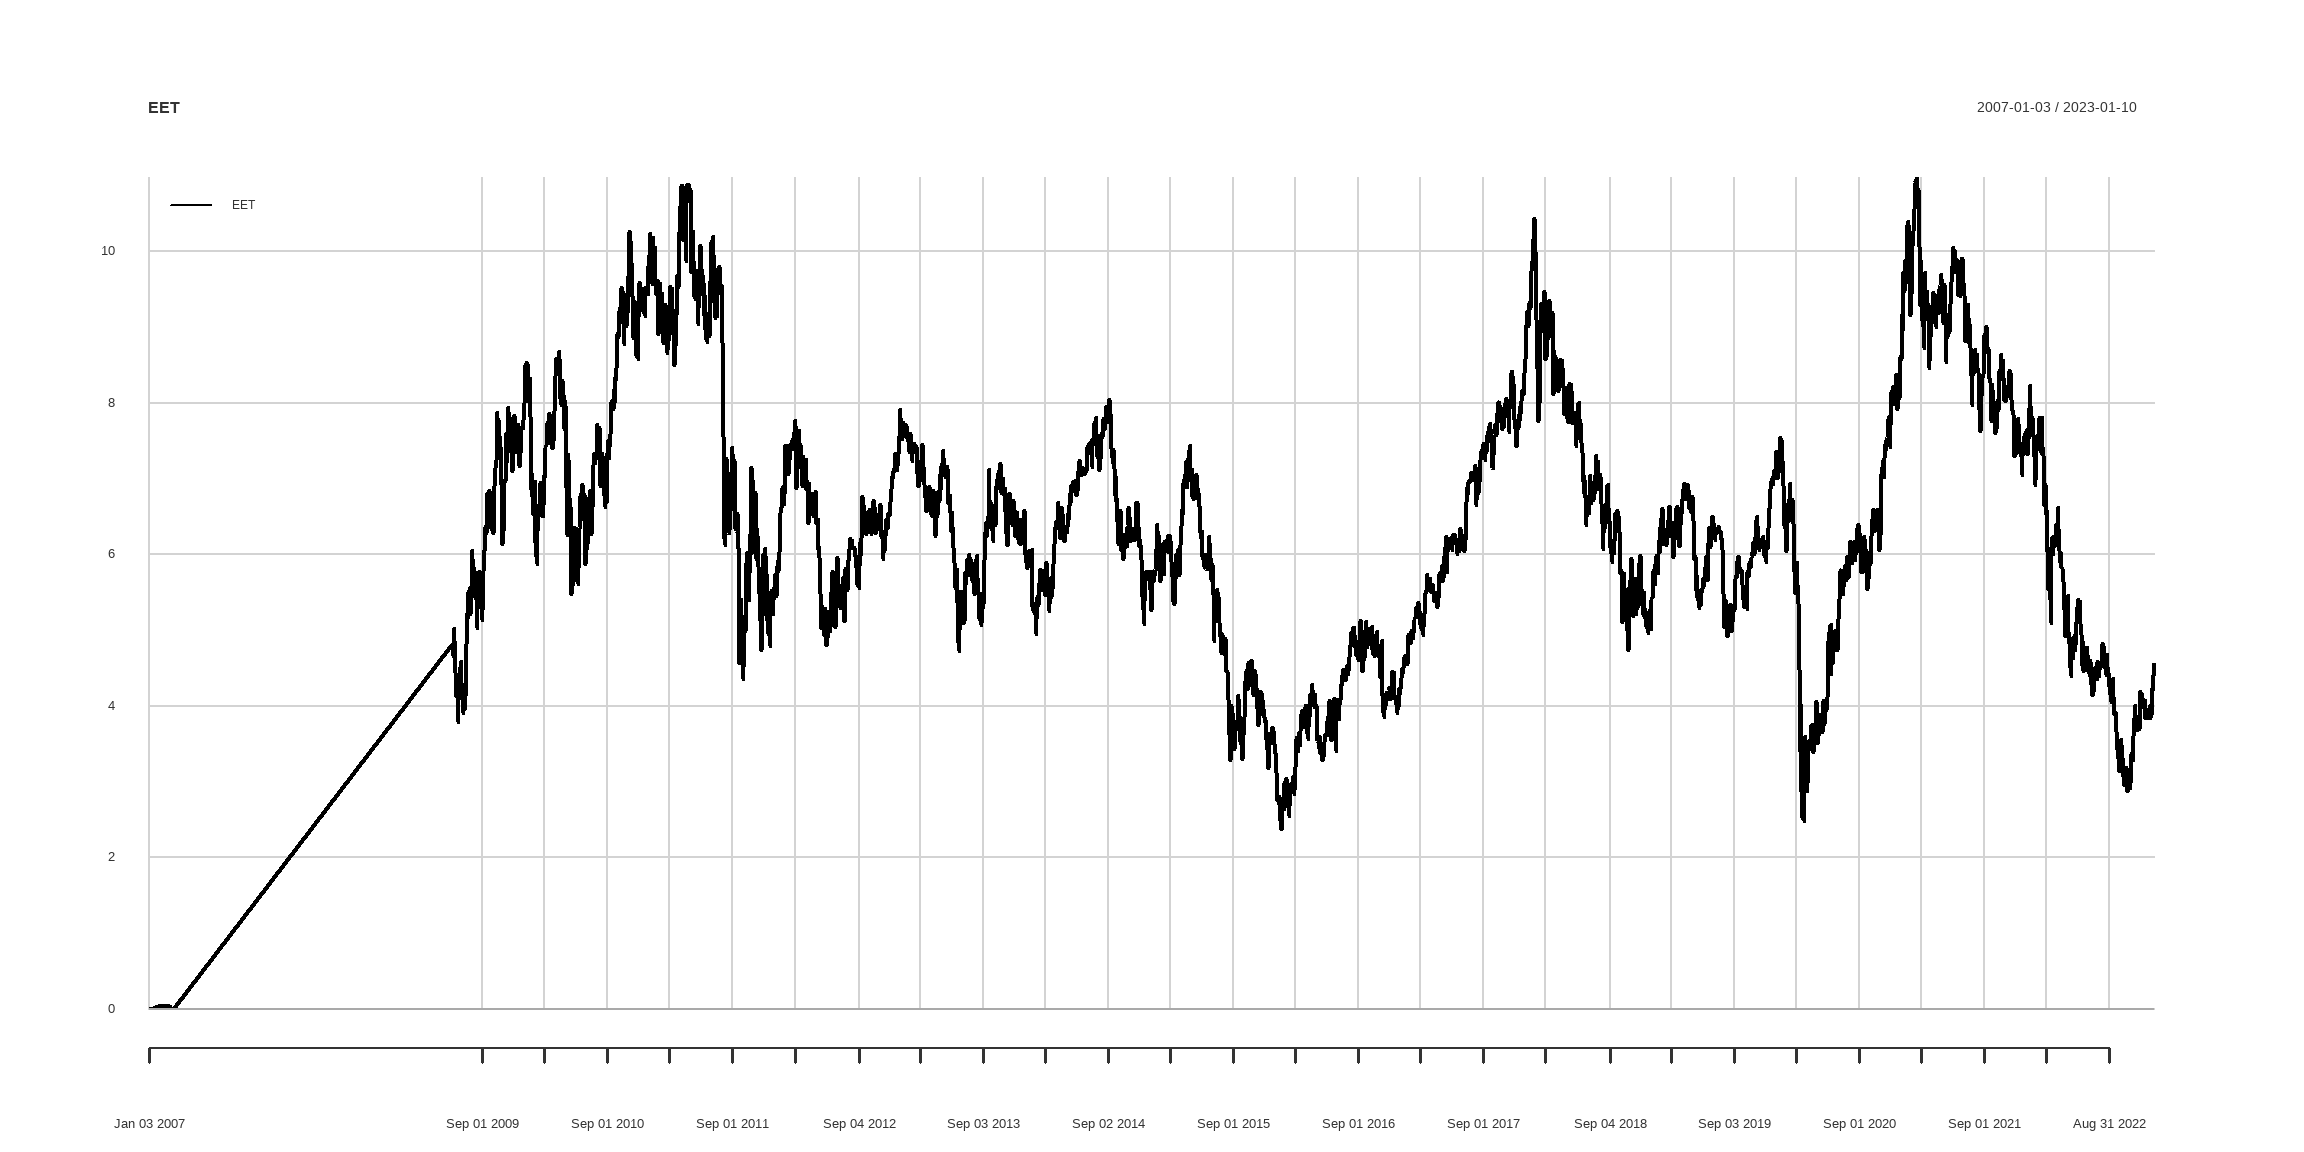 EET
2007-01-03 / 2023-01-10
EET
10
8
6
4
2
0
Jan 03 2007
Sep 01 2009
Sep 01 2010
Sep 01 2011
Sep 04 2012
Sep 03 2013
Sep 02 2014
Sep 01 2015
Sep 01 2016
Sep 01 2017
Sep 04 2018
Sep 03 2019
Sep 01 2020
Sep 01 2021
Aug 31 2022